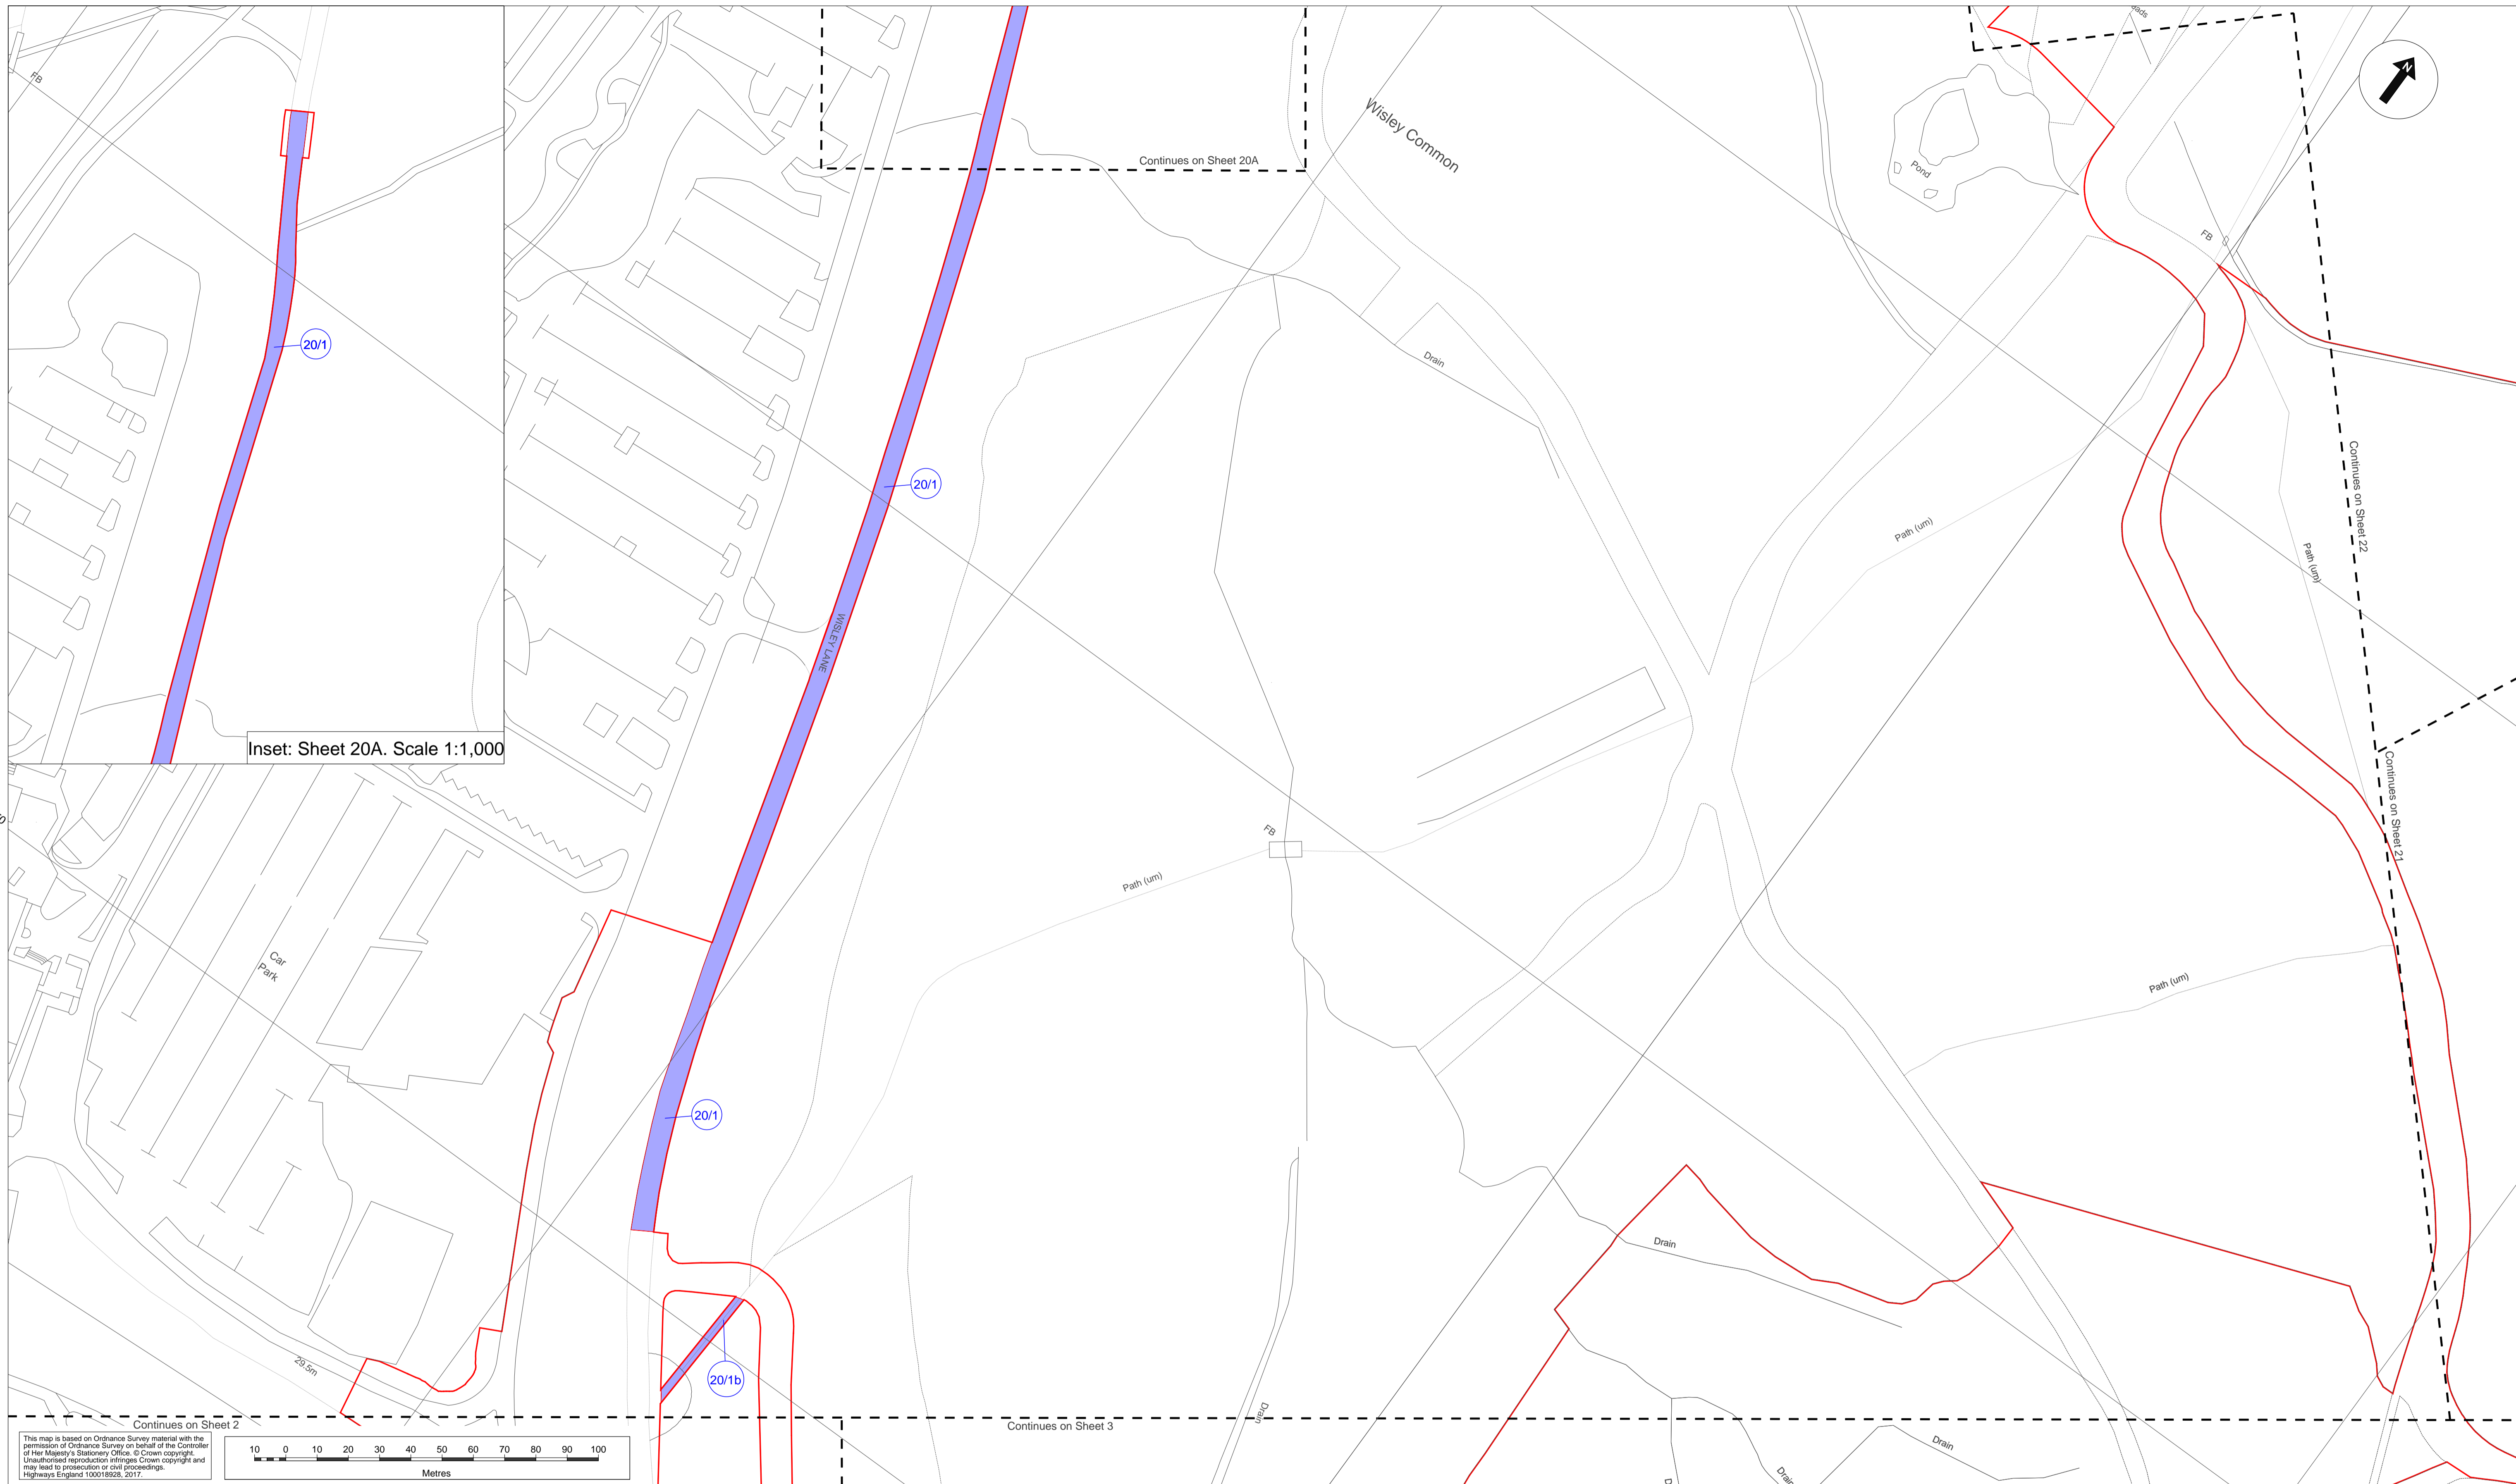 FB
20/1
Inset: Sheet 20A. Scale 1:1,000
Continues on Sheet 20A
Wisley Common
Pond
FB
N
Drain
20/1
Path (um)
Continues on Sheet 22
Path (um)
WISLEY LANE
Continues on Sheet 21
FB
Path (um)
Car
Park
Path (um)
20/1
Drain
29.5m
20/1b
Drain
Drain
Drain
Continues on Sheet 2
Continues on Sheet 3
This map is based on Ordnance Survey material with the
permission of Ordnance Survey on behalf of the Controller
of Her Majesty's Stationery Office. © Crown copyright.
Unauthorised reproduction infringes Crown copyright and
may lead to prosecution or civil proceedings.
Highways England 100018928, 2017.
10 0 10 20 30 40 50 60 70 80 90 100
Metres